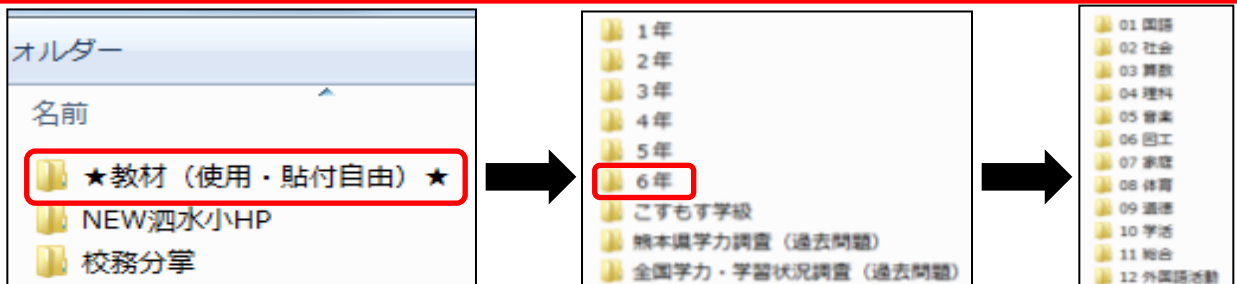 ォルダー
名前
★教材（使用・貼付自由）★
NEW泗水小HP
校務分掌
1年
2年
3年
4年
5年
6年
こすもす学級
熊本県学力調査（過去問題）
全国学力・学習状況調査（過去問題）
01 国語
02 社会
03 算数
04 理科
05 音楽
06 図工
07 家庭
08 体育
09 道徳
10 学活
11 総合
12 外国語活動